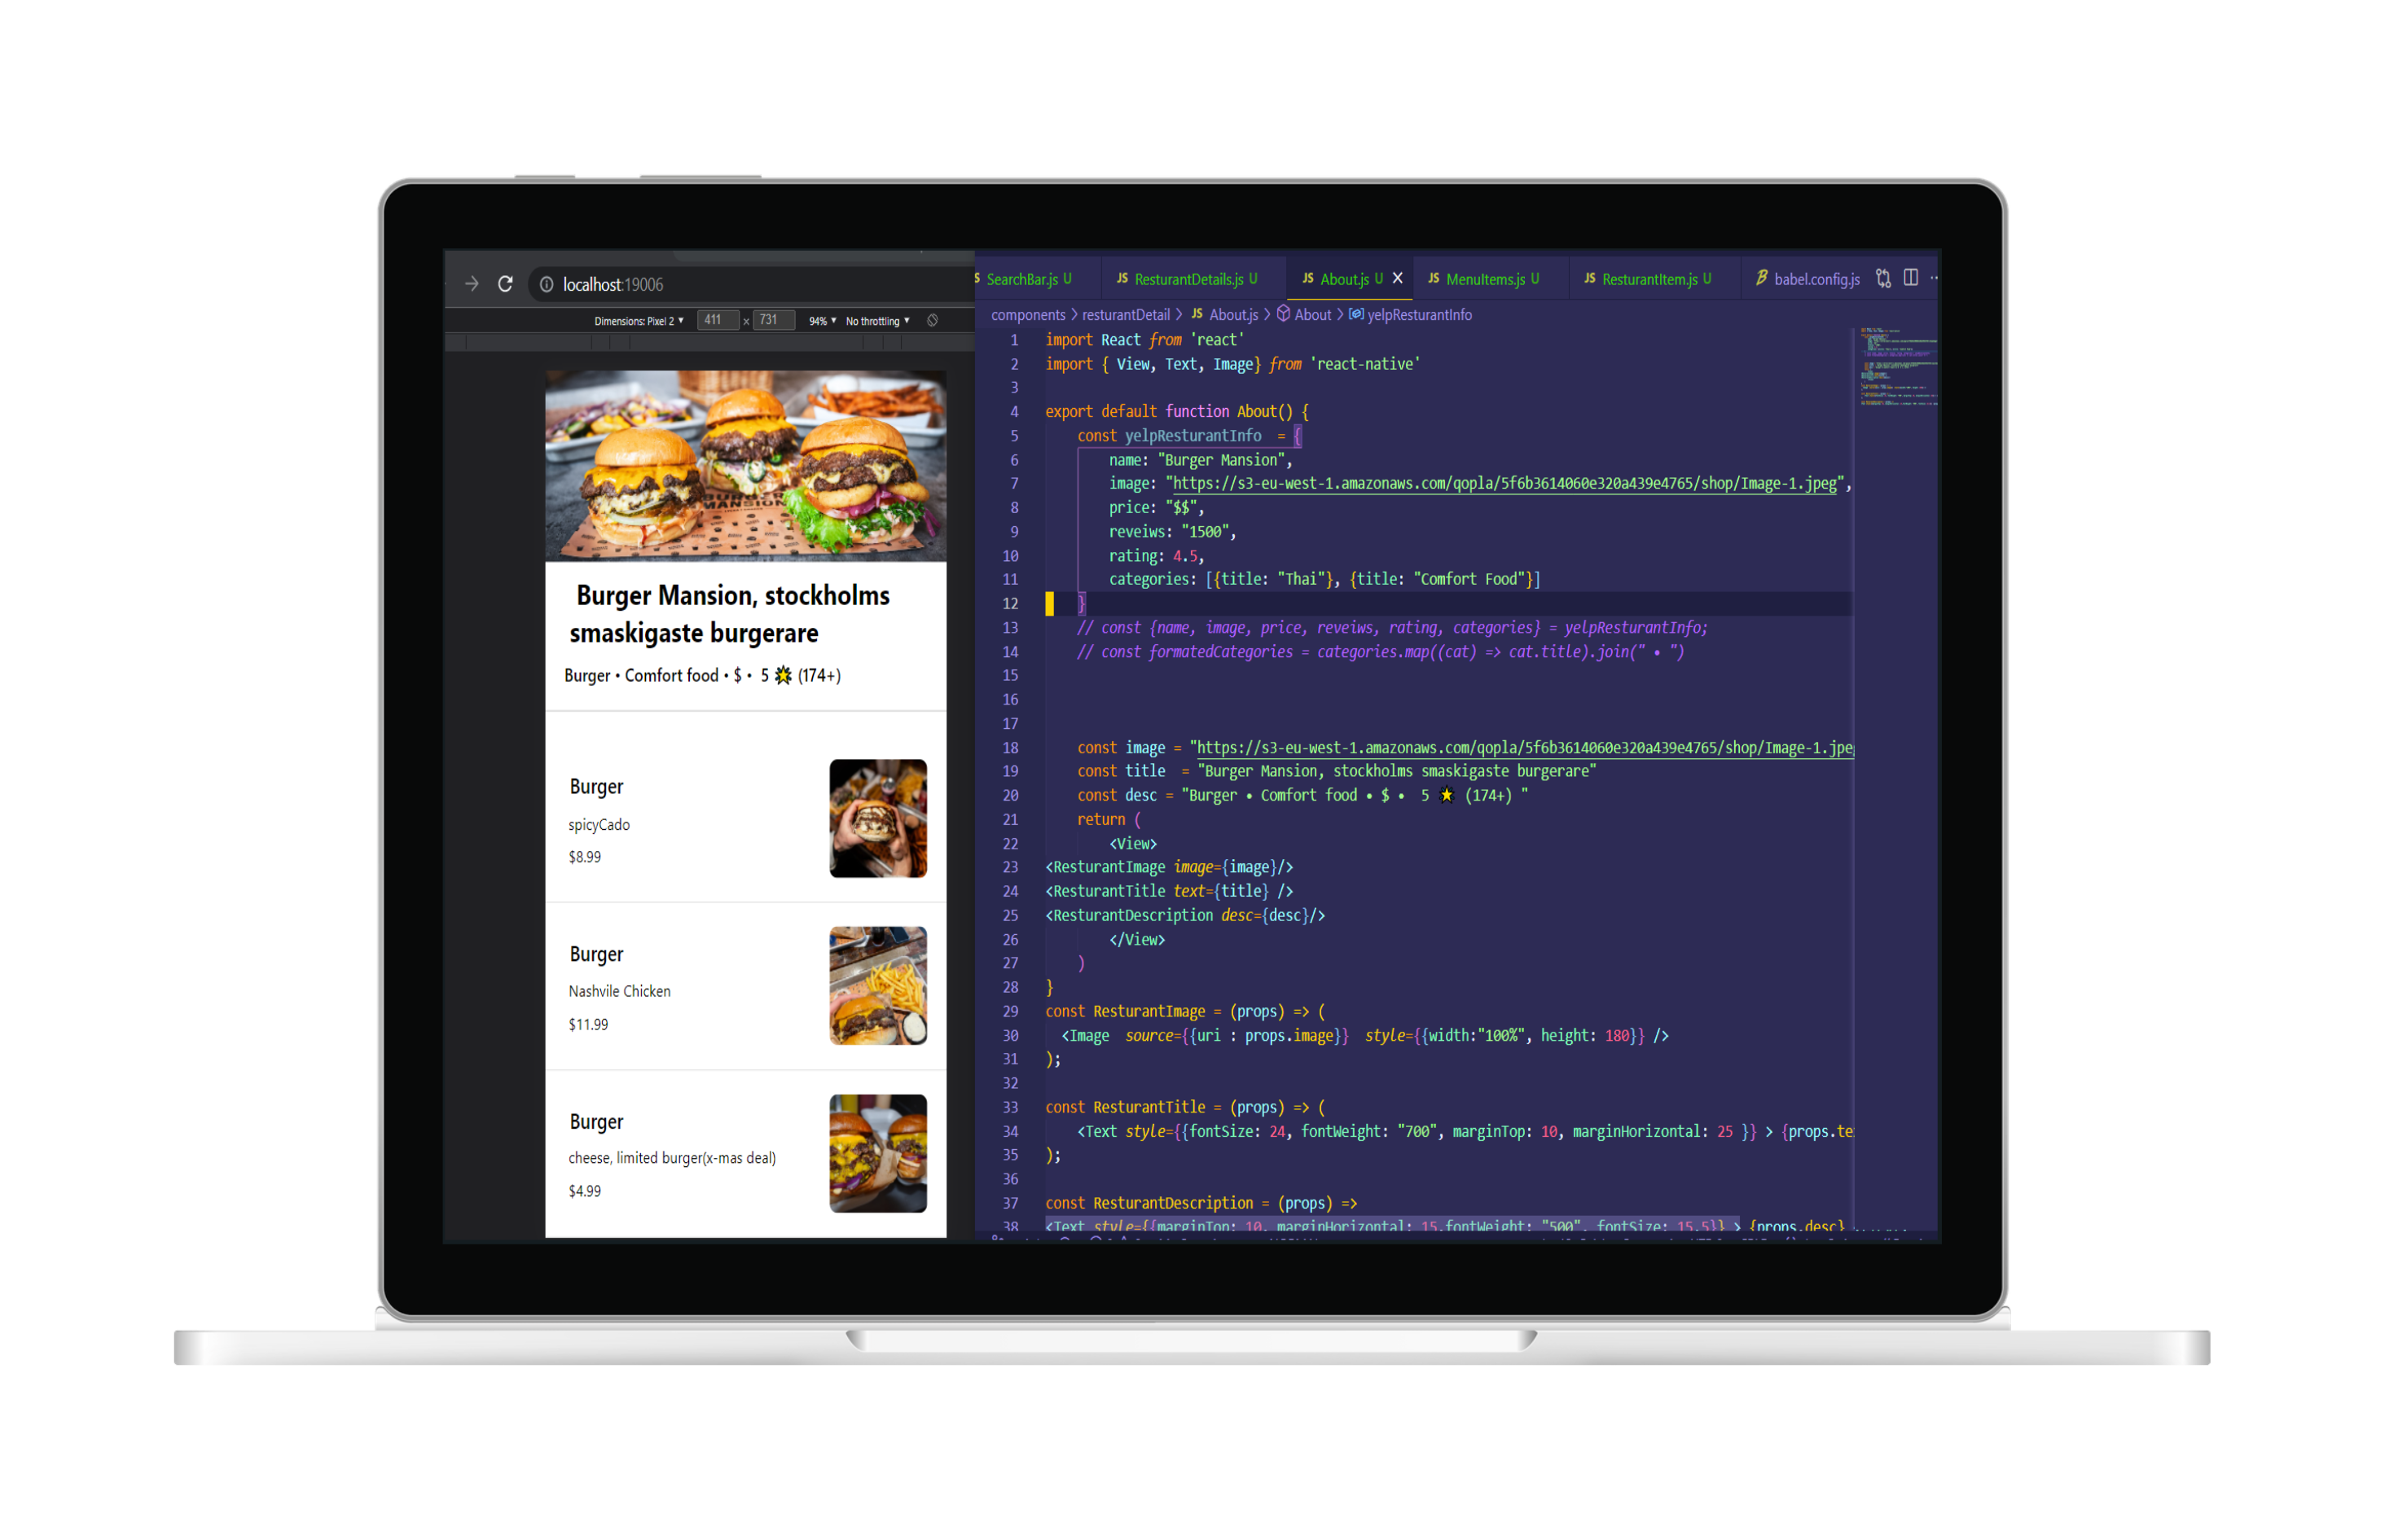 localhost:19006
Dimensions: Pixel 2 ▼ 411 x 731 94% ▼ No throttling ▼
BURGER
MANSION
Burger Mansion, stockholms
smaskigaste burgerare
Burger • Comfort food • $ • 5 🌟 (174+)
Burger
spicyCado
$8.99
Burger
Nashvile Chicken
$11.99
Burger
cheese, limited burger(x-mas deal)
$4.99
SearchBar.js U JS ResturantDetails.js U JS About.js U X JS MenuItems.js U JS ResturantItem.js U babel.config.js
components > resturantDetail > JS About.js > About > yelpResturantInfo
1 import React from 'react'
2 import { View, Text, Image} from 'react-native'
3
4 export default function About() {
5 const yelpResturantInfo = {
6 name: "Burger Mansion",
7 image: "https://s3-eu-west-1.amazonaws.com/qopla/5f6b3614060e320a439e4765/shop/Image-1.jpeg",
8 price: "$$",
9 reveiws: "1500",
10 rating: 4.5,
11 categories: [{title: "Thai"}, {title: "Comfort Food"}]
12 }
13 // const {name, image, price, reveiws, rating, categories} = yelpResturantInfo;
14 // const formatedCategories = categories.map((cat) => cat.title).join(" • ")
15
16
17
18 const image = "https://s3-eu-west-1.amazonaws.com/qopla/5f6b3614060e320a439e4765/shop/Image-1.jpe
19 const title = "Burger Mansion, stockholms smaskigaste burgerare"
20 const desc = "Burger • Comfort food • $ • 5 🌟 (174+) "
21 return (
22 <View>
23 <ResturantImage image={image}/>
24 <ResturantTitle text={title} />
25 <ResturantDescription desc={desc}/>
26 </View>
27 )
28 }
29 const ResturantImage = (props) => (
30 <Image source={{uri : props.image}} style={{width:"100%", height: 180}} />
31 );
32
33 const ResturantTitle = (props) => (
34 <Text style={{fontSize: 24, fontWeight: "700", marginTop: 10, marginHorizontal: 25 }} > {props.te
35 );
36
37 const ResturantDescription = (props) =>
38 <Text style={{marginTop: 10, marginHorizontal: 15,fontWeight: "500", fontSize: 15.5}} > {props.desc}